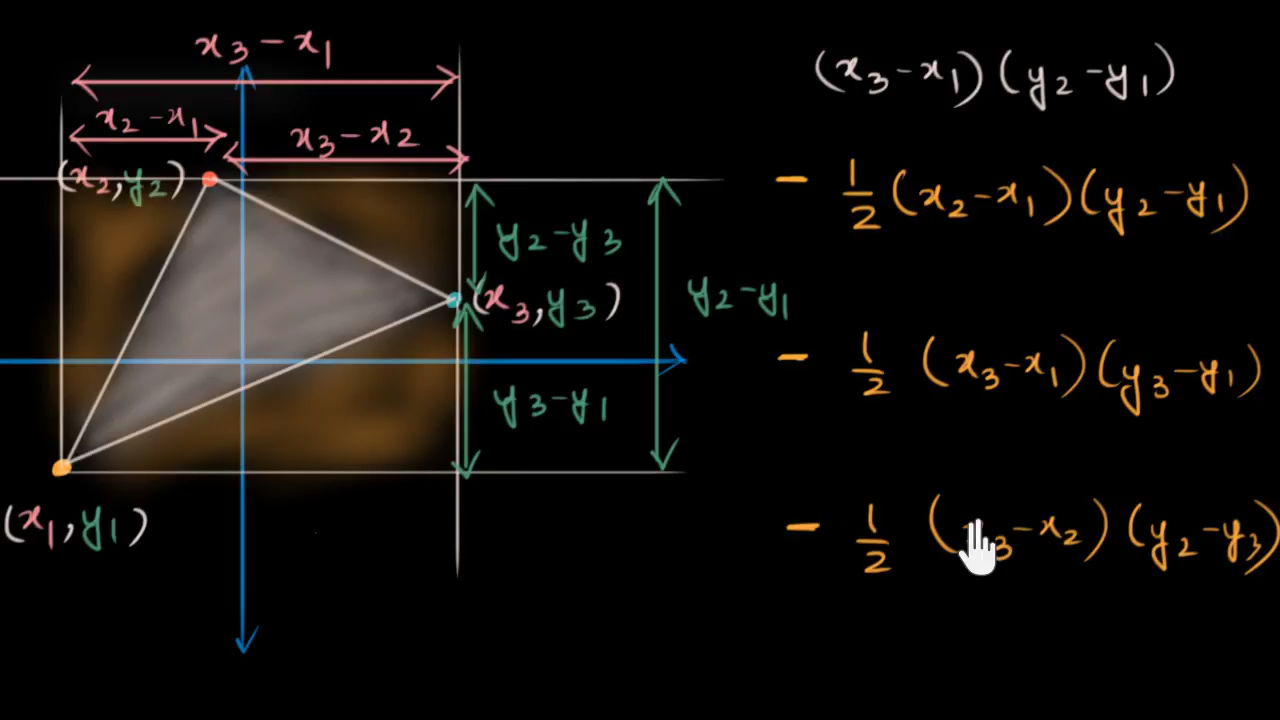 x₃ - x₁
x₂ - x₁
x₃ - x₂
(x₂, y₂)
y₂ - y₃
(x₃, y₃)
y₂ - y₁
y₃ - y₁
(x₁, y₁)
(x₃ - x₁)(y₂ - y₁)
- 1/2 (x₂ - x₁)(y₂ - y₁)
- 1/2 (x₃ - x₁)(y₃ - y₁)
- 1/2 ( ₃ - x₂)(y₂ - y₃)